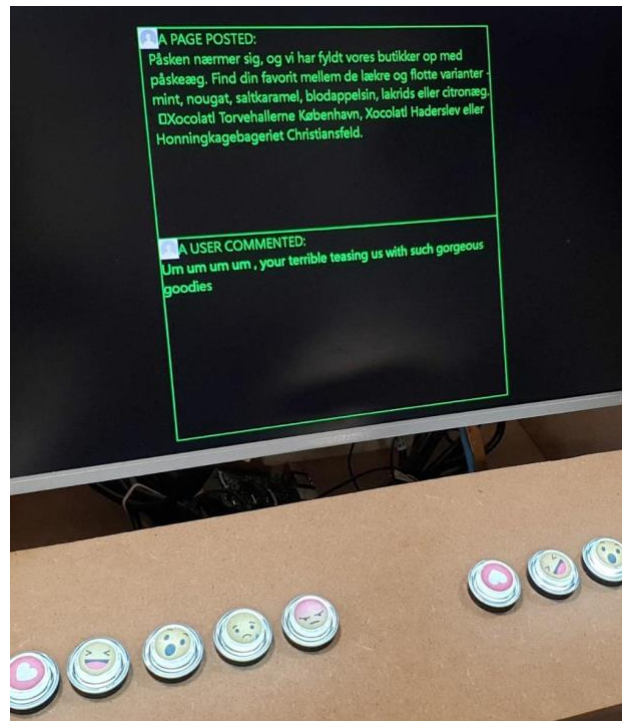 A PAGE POSTED:
Påsken nærmer sig, og vi har fyldt vores butikker op med
påskeæg. Find din favorit mellem de lækre og flotte varianter -
mint, nougat, saltkaramel, blodappelsin, lakrids eller citronæg.
▯Xocolatl Torvehallerne København, Xocolatl Haderslev eller
Honningkagebageriet Christiansfeld.
A USER COMMENTED:
Um um um um , your terrible teasing us with such gorgeous
goodies